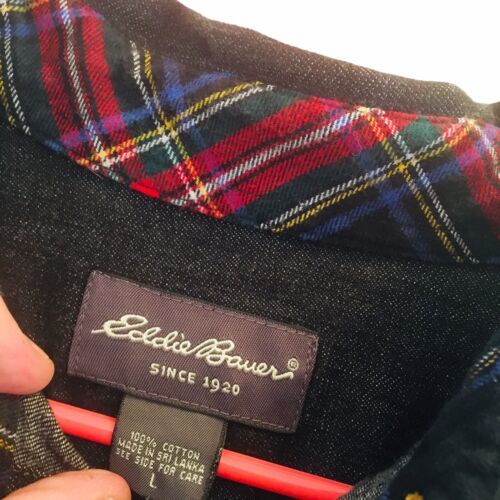 Eddie Bauer®
SINCE 1920
100% COTTON
MADE IN SRI LANKA
SEE SIDE FOR CARE
L